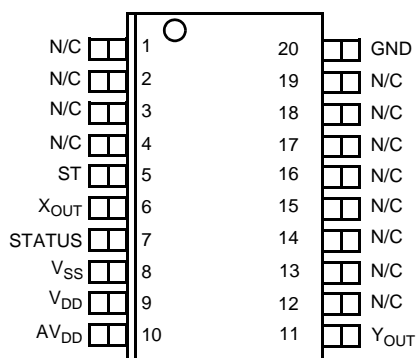 N/C 1 20 GND
N/C 2 19 N/C
N/C 3 18 N/C
N/C 4 17 N/C
ST 5 16 N/C
XOUT 6 15 N/C
STATUS 7 14 N/C
VSS 8 13 N/C
VDD 9 12 N/C
AVDD 10 11 YOUT